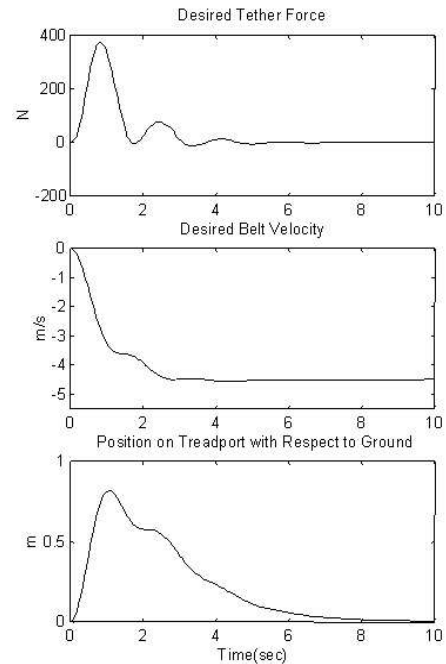 Desired Tether Force
400
200
0
-200
N
0 2 4 6 8 10
Desired Belt Velocity
0
-1
-2
-3
-4
-5
m/s
0 2 4 6 8 10
Position on Treadport with Respect to Ground
1
0.5
0
m
0 2 4 6 8 10
Time(sec)